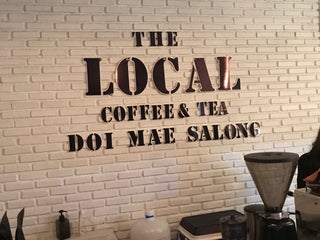 THE
LOCAL
COFFEE & TEA
DOI MAE SALONG